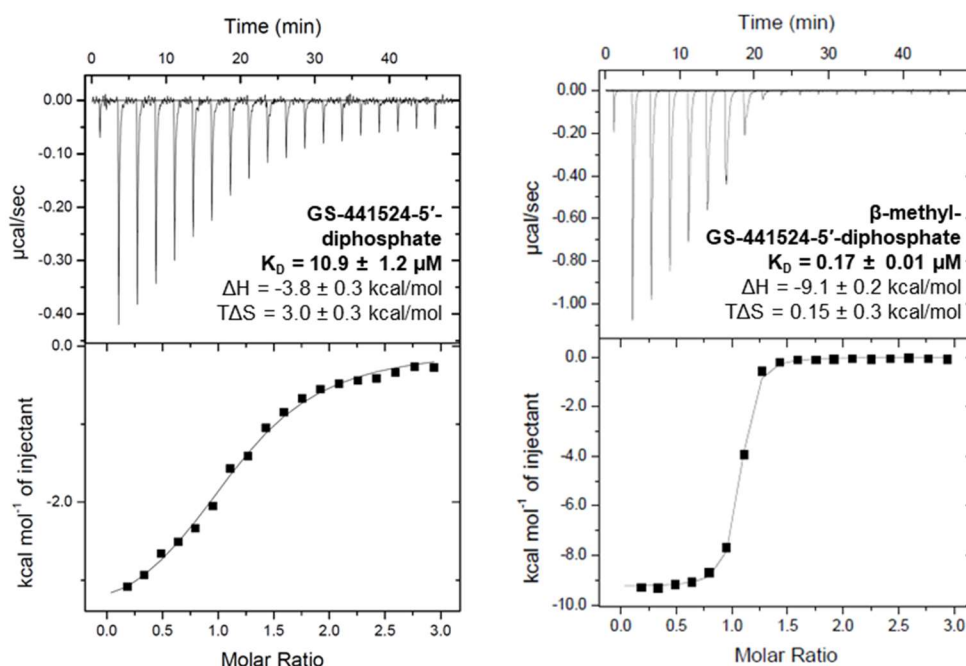 Time (min)
0 10 20 30 40
0.00
-0.10
-0.20
-0.30
-0.40
µcal/sec
GS-441524-5′-
diphosphate
K_D = 10.9 ± 1.2 µM
ΔH = -3.8 ± 0.3 kcal/mol
TΔS = 3.0 ± 0.3 kcal/mol
0.0
-2.0
kcal mol⁻¹ of injectant
0.0 0.5 1.0 1.5 2.0 2.5 3.0
Molar Ratio
Time (min)
0 10 20 30 40
0.00
-0.20
-0.40
-0.60
-0.80
-1.00
µcal/sec
β-methyl-
GS-441524-5′-diphosphate
K_D = 0.17 ± 0.01 µM
ΔH = -9.1 ± 0.2 kcal/mol
TΔS = 0.15 ± 0.3 kcal/mol
0.0
-2.0
-4.0
-6.0
-8.0
-10.0
kcal mol⁻¹ of injectant
0.0 0.5 1.0 1.5 2.0 2.5 3.0
Molar Ratio